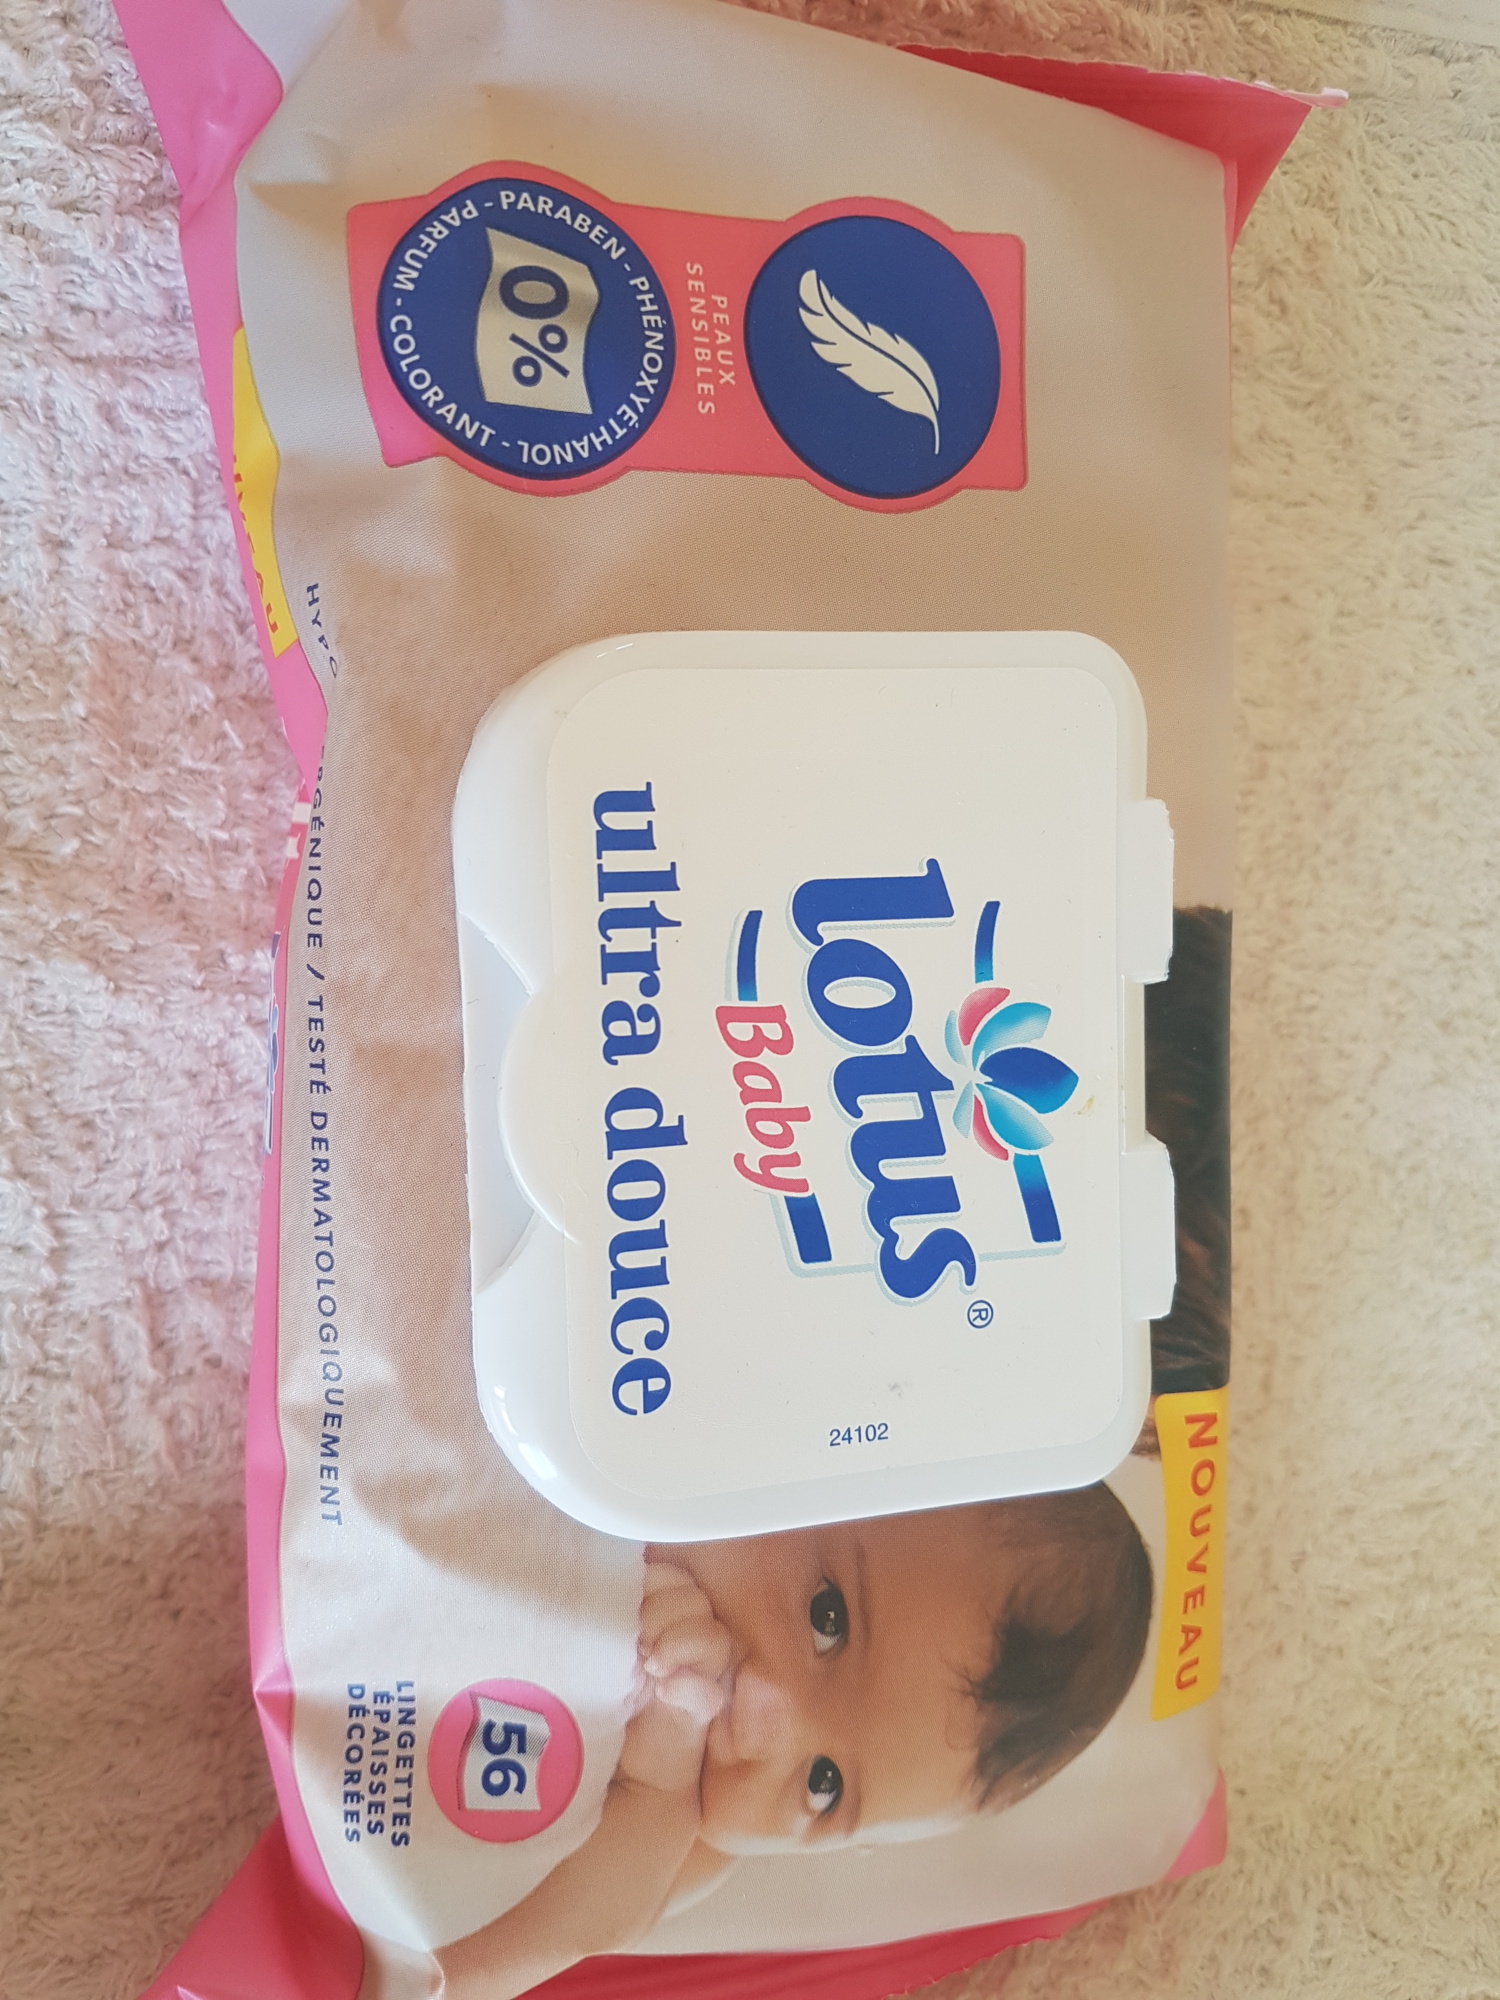 NOUVEAU
lotus®
Baby
ultra douce
24102
PEAUX
SENSIBLES
0%
PARABEN - PHÉNOXYÉTHANOL - COLORANT - PARFUM -
56
LINGETTES
ÉPAISSES
DÉCORÉES
/ TESTÉ DERMATOLOGIQUEMENT